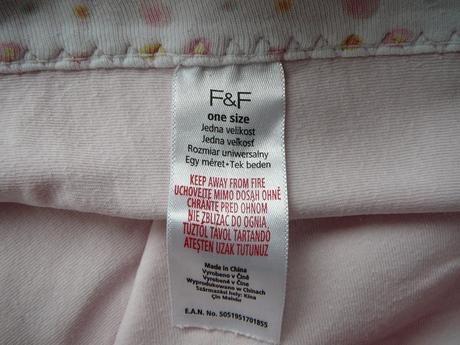 F&F
one size
Jedna velikost
Jedna veľkosť
Rozmiar uniwersalny
Egy méret • Tek beden
KEEP AWAY FROM FIRE
UCHOVEJTE MIMO DOSAH OHNĚ
CHRÁŇTE PRED OHŇOM
NIE ZBLIŻAĆ DO OGNIA
TŰZTŐL TÁVOL TARTANDÓ
ATEŞTEN UZAK TUTUNUZ
Made in China
Vyrobeno v Číně
Vyrobené v Číne
Wyprodukowano w Chinach
Származási hely: Kína
Çin Malıdır
E.A.N. No. 5051951701855